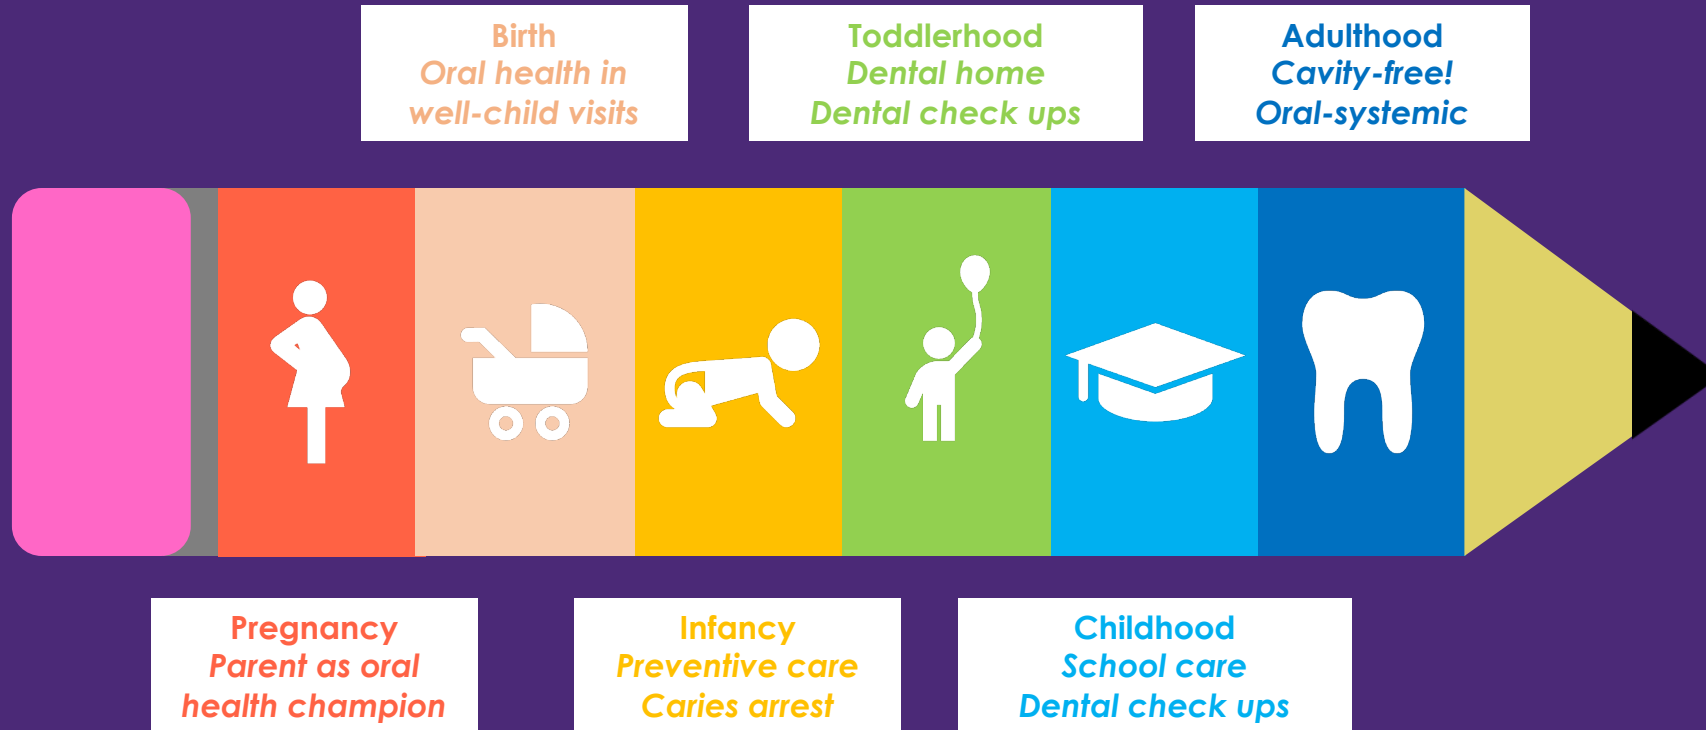 Birth
Oral health in
well-child visits
Toddlerhood
Dental home
Dental check ups
Adulthood
Cavity-free!
Oral-systemic
Pregnancy
Parent as oral
health champion
Infancy
Preventive care
Caries arrest
Childhood
School care
Dental check ups